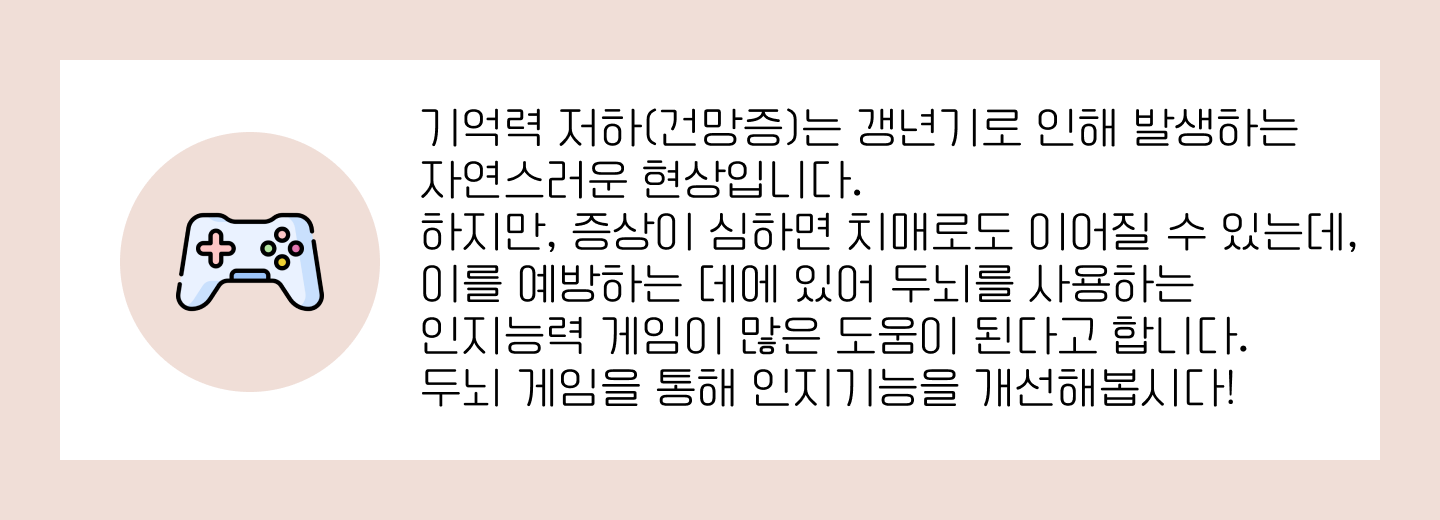 기억력 저하(건망증)는 갱년기로 인해 발생하는
자연스러운 현상입니다.
하지만, 증상이 심하면 치매로도 이어질 수 있는데,
이를 예방하는 데에 있어 두뇌를 사용하는
인지능력 게임이 많은 도움이 된다고 합니다.
두뇌 게임을 통해 인지기능을 개선해봅시다!